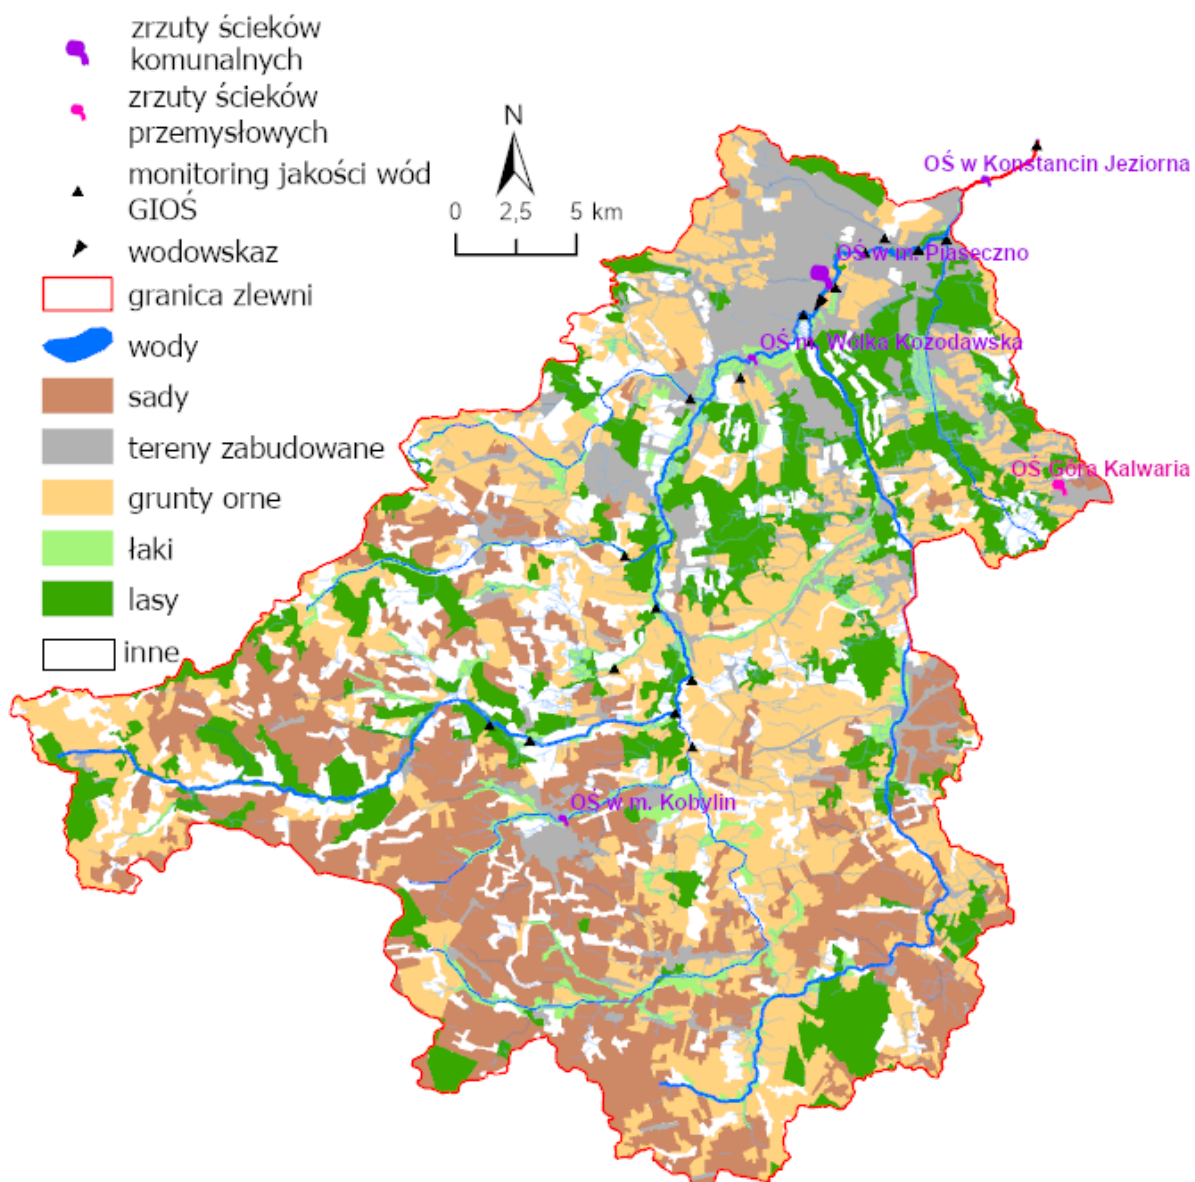 zrzuty ścieków
komunalnych
zrzuty ścieków
przemysłowych
monitoring jakości wód
GIOŚ
wodowskaz
granica zlewni
wody
sady
tereny zabudowane
grunty orne
łaki
lasy
inne
N
0 2,5 5 km
OŚ w Konstancin Jeziorna
OŚ w m. Piaseczno
OŚ m. Wólka Kozodawska
OŚ Góra Kalwaria
OŚ w m. Kobylin